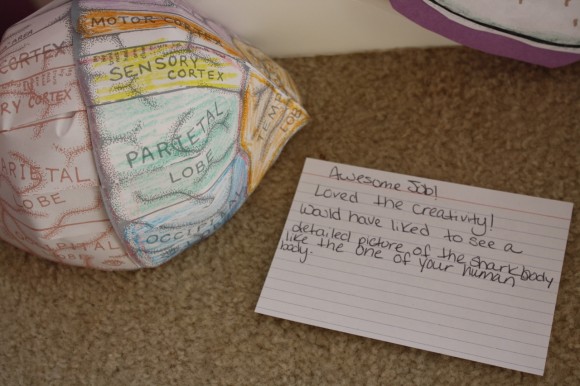 MOTOR CORTEX
SENSORY
CORTEX
PARIETAL
LOBE
OCCIPITAL
CORTEX
RY CORTEX
ARIETAL
LOBE
Awesome Job!
Loved the Creativity!
Would have liked to see a
detailed picture of the shark body
like the one of your human
body.